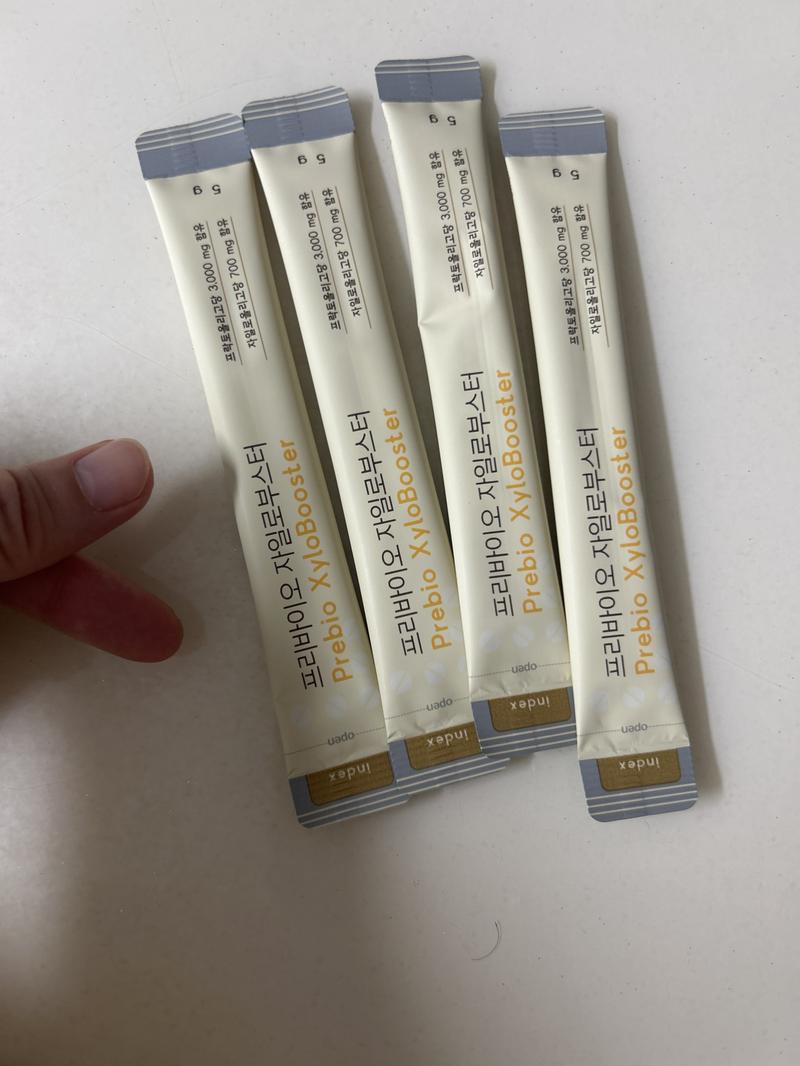 5 g
프락토올리고당 3,000 mg 함유
자일로올리고당 700 mg 함유
프리바이오 자일로부스터
Prebio XyloBooster
open
index
5 g
프락토올리고당 3,000 mg 함유
자일로올리고당 700 mg 함유
프리바이오 자일로부스터
Prebio XyloBooster
open
index
5 g
프락토올리고당 3,000 mg 함유
자일로올리고당 700 mg 함유
프리바이오 자일로부스터
Prebio XyloBooster
open
index
5 g
프락토올리고당 3,000 mg 함유
자일로올리고당 700 mg 함유
프리바이오 자일로부스터
Prebio XyloBooster
open
index